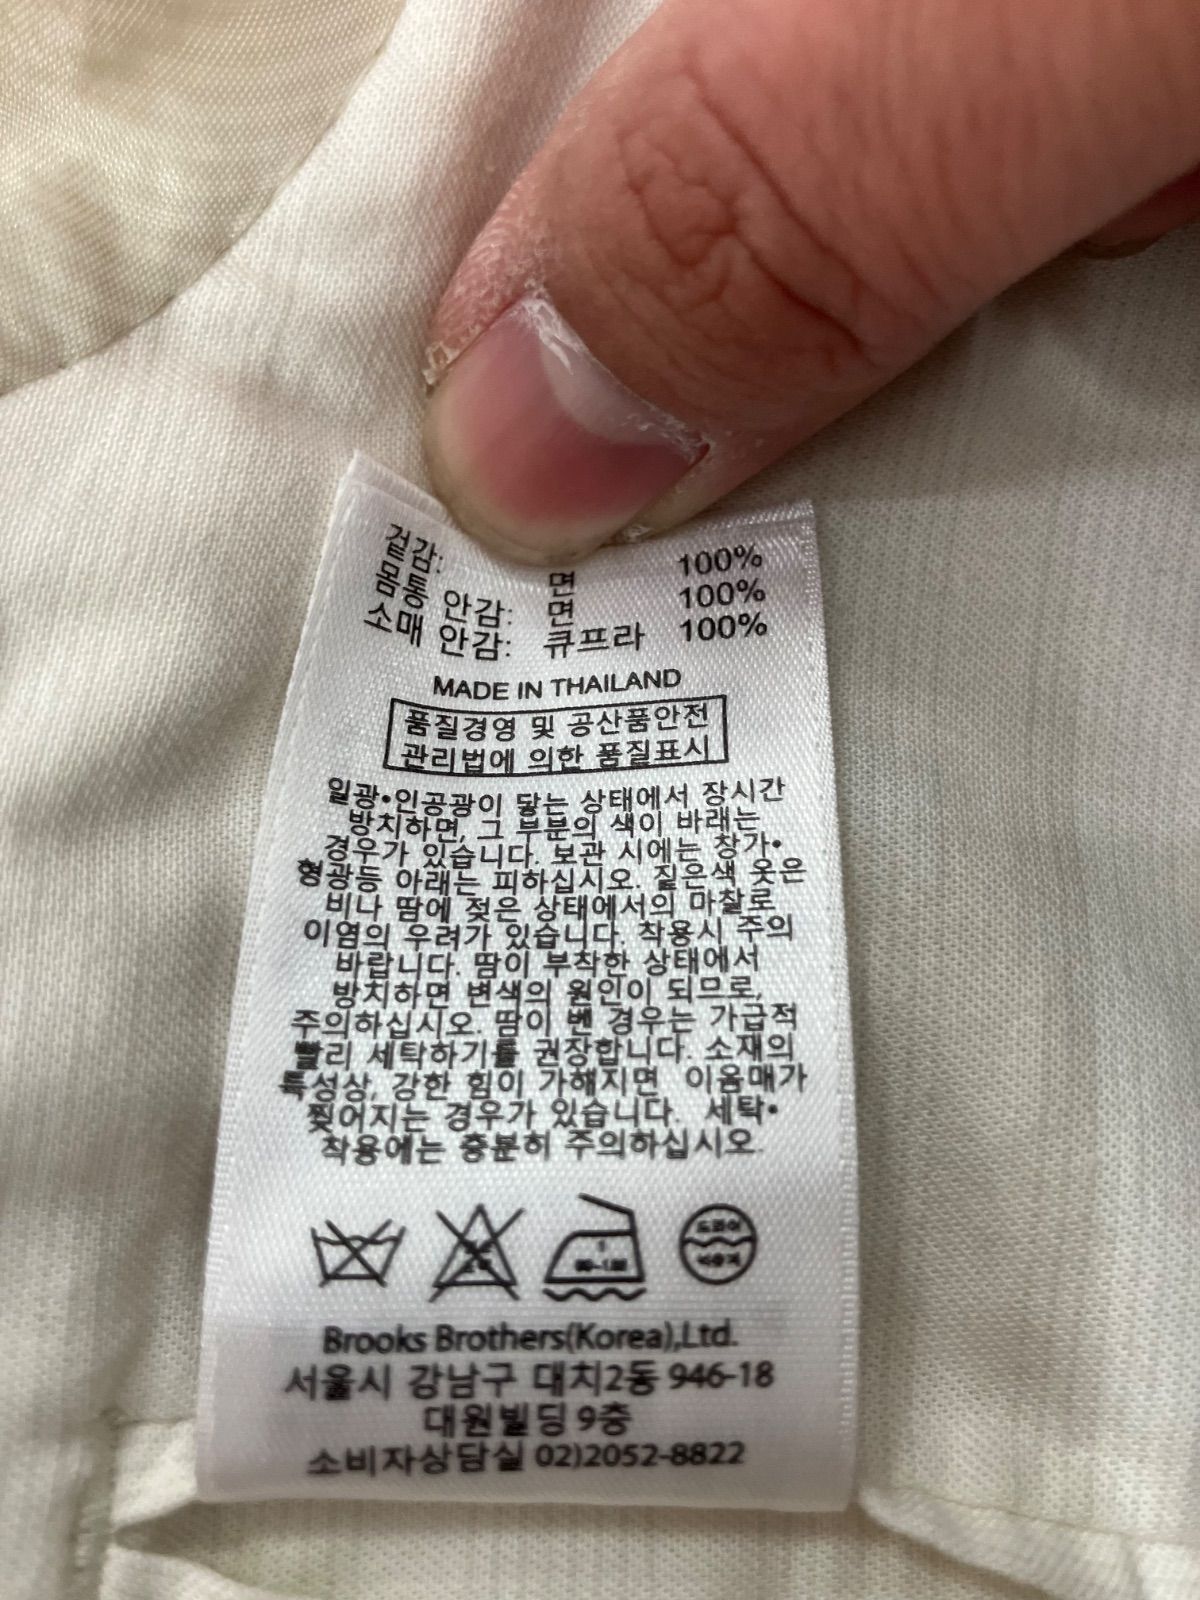 겉감: 면 100%
몸통 안감: 면 100%
소매 안감: 큐프라 100%
MADE IN THAILAND
품질경영 및 공산품안전
관리법에 의한 품질표시
일광•인공광이 닿는 상태에서 장시간
방치하면, 그 부분의 색이 바래는
경우가 있습니다. 보관 시에는 창가•
형광등 아래는 피하십시오. 짙은색 옷은
비나 땀에 젖은 상태에서의 마찰로
이염의 우려가 있습니다. 착용시 주의
바랍니다. 땀이 부착한 상태에서
방치하면 변색의 원인이 되므로,
주의하십시오. 땀이 벤 경우는 가급적
빨리 세탁하기를 권장합니다. 소재의
특성상, 강한 힘이 가해지면 이음매가
찢어지는 경우가 있습니다. 세탁•
착용에는 충분히 주의하십시오.
드라이
Brooks Brothers(Korea),Ltd.
서울시 강남구 대치2동 946-18
대원빌딩 9층
소비자상담실 02)2052-8822